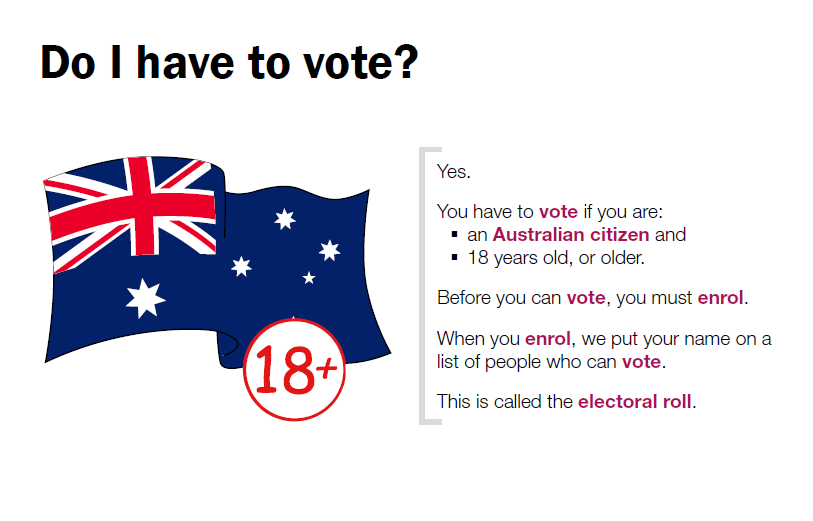 Do I have to vote?
Yes.
You have to vote if you are:
▪ an Australian citizen and
▪ 18 years old, or older.
Before you can vote, you must enrol.
When you enrol, we put your name on a
list of people who can vote.
This is called the electoral roll.
18+